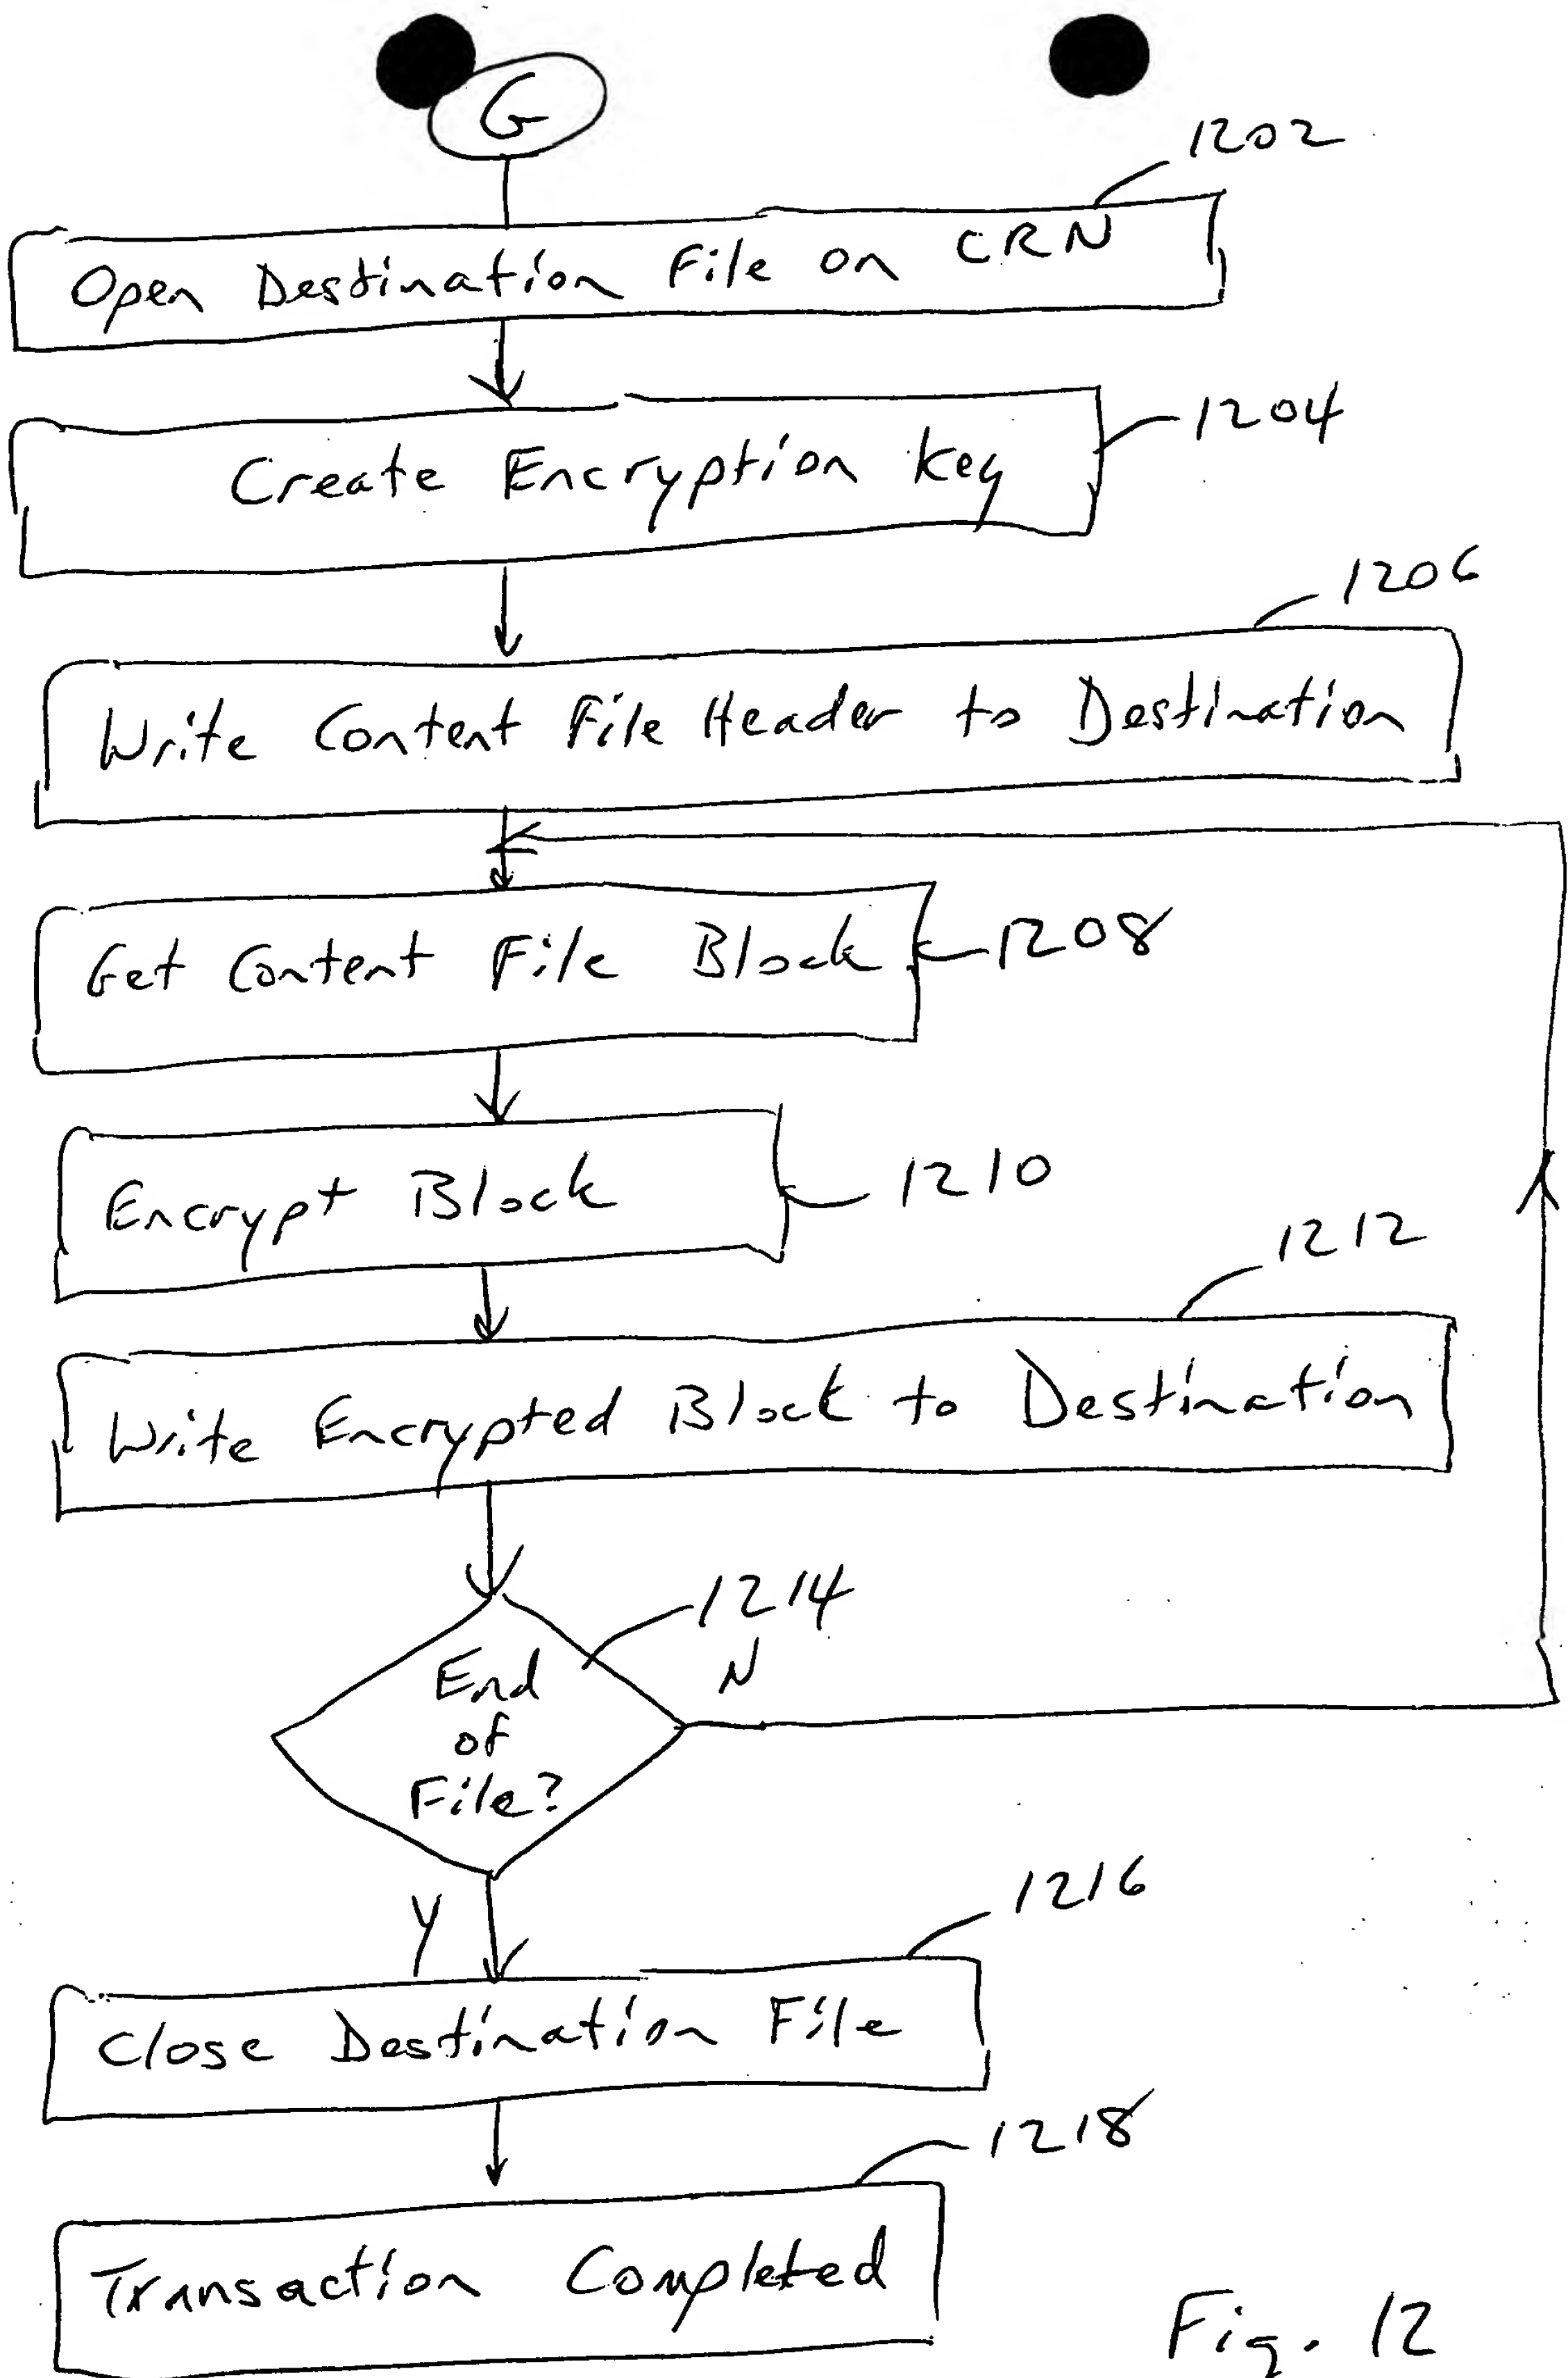 G
1202
Open Destination File on CRN
1204
Create Encryption Key
1206
Write Content File Header to Destination
Get Content File Block
1208
Encrypt Block
1210
1212
Write Encrypted Block to Destination
1214
N
End
of
File?
Y
1216
Close Destination File
1218
Transaction Completed
Fig. 12